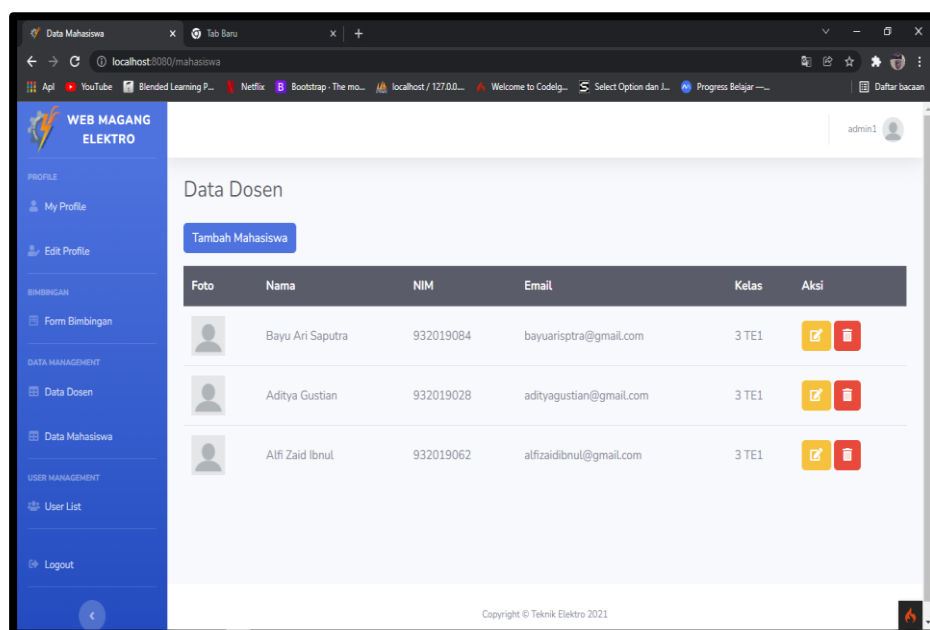 Data Mahasiswa
Tab Baru
localhost:8080/mahasiswa
Apl YouTube Blended Learning P... Netflix Bootstrap · The mo... localhost / 127.0.0.... Welcome to CodeIg... Select Option dan J... Progress Belajar —... Daftar bacaan
WEB MAGANG
ELEKTRO
admin1
PROFILE
My Profile
Edit Profile
BIMBINGAN
Form Bimbingan
DATA MANAGEMENT
Data Dosen
Data Mahasiswa
USER MANAGEMENT
User List
Logout
Data Dosen
Tambah Mahasiswa
Foto Nama NIM Email Kelas Aksi
Bayu Ari Saputra 932019084 bayuarisptra@gmail.com 3 TE1
Aditya Gustian 932019028 adityagustian@gmail.com 3 TE1
Alfi Zaid Ibnul 932019062 alfizaidibnul@gmail.com 3 TE1
Copyright © Teknik Elektro 2021